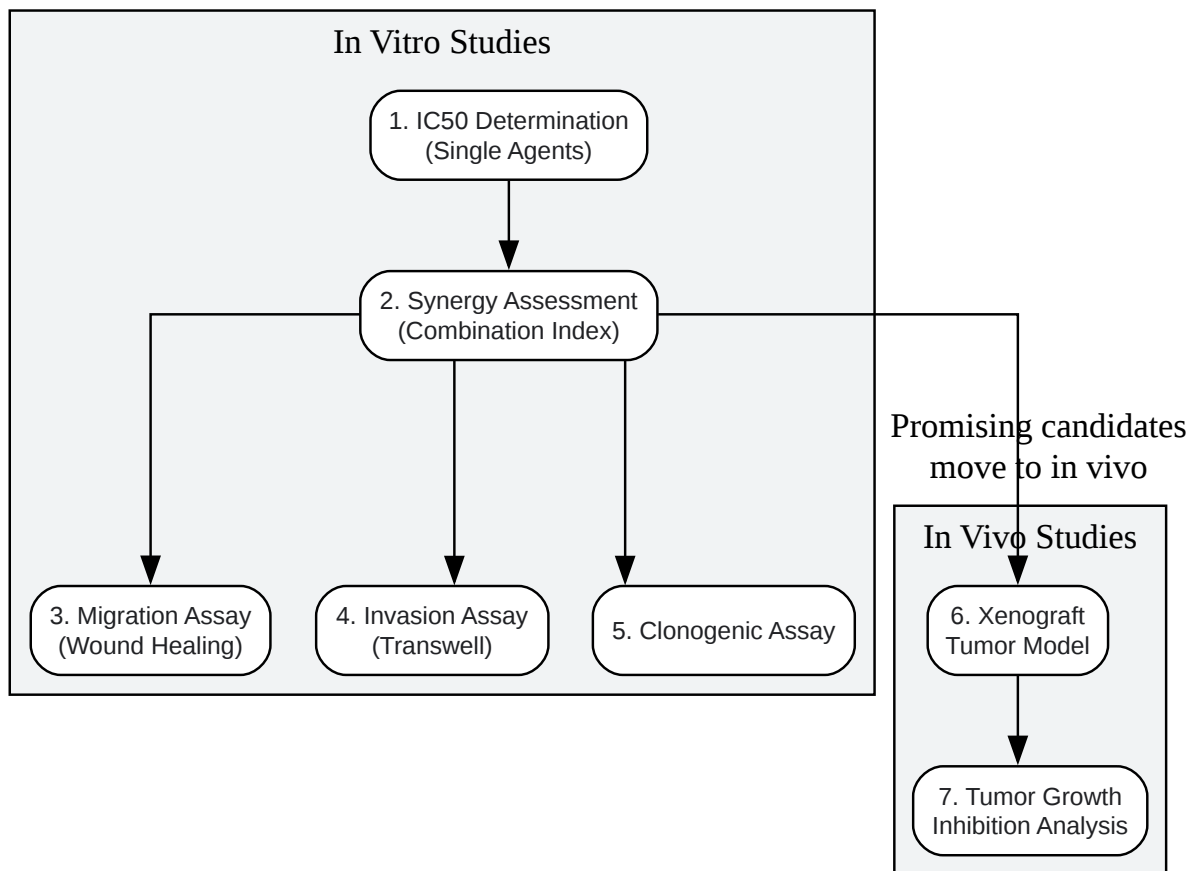 In Vitro Studies
1. IC50 Determination
(Single Agents)
2. Synergy Assessment
(Combination Index)
Promising candidates
move to in vivo
In Vivo Studies
3. Migration Assay
(Wound Healing)
4. Invasion Assay
(Transwell)
5. Clonogenic Assay
6. Xenograft
Tumor Model
7. Tumor Growth
Inhibition Analysis